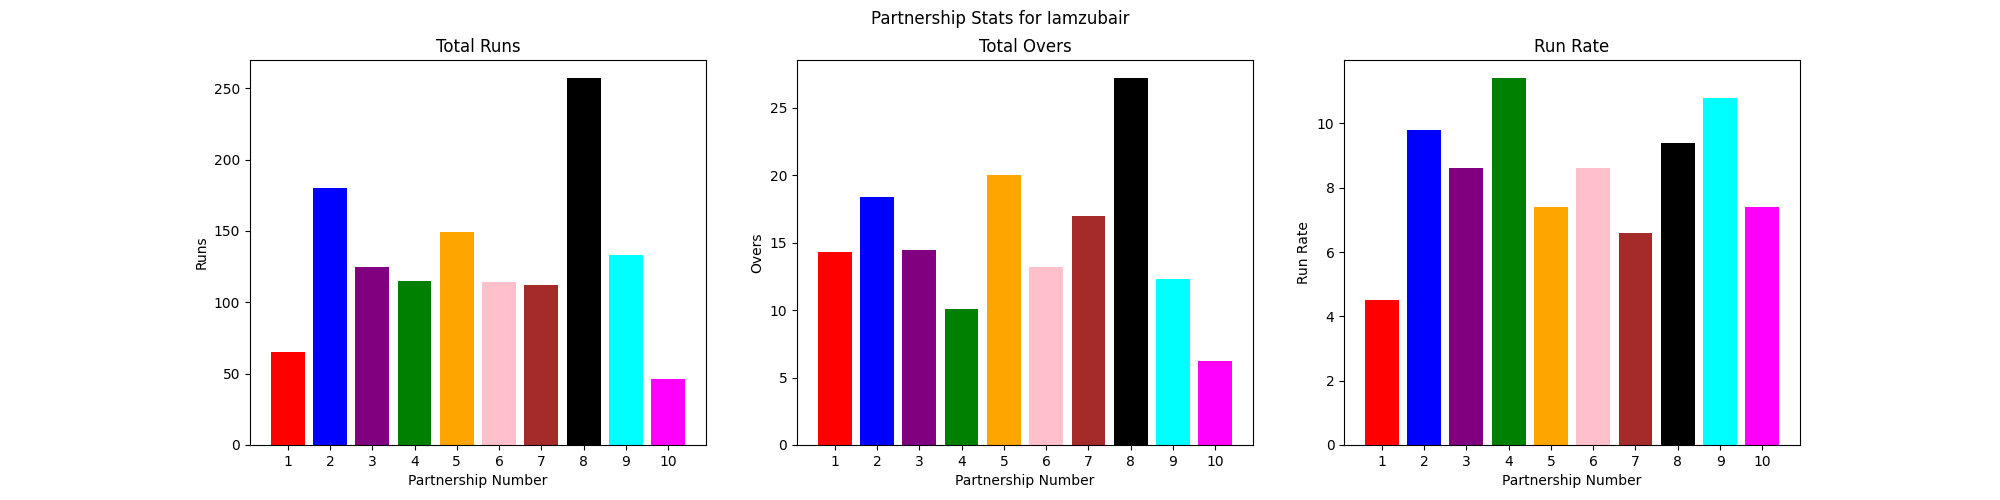 Partnership Stats for Iamzubair
Total Runs
Runs
250
200
150
100
50
0
1 2 3 4 5 6 7 8 9 10
Partnership Number
Total Overs
Overs
25
20
15
10
5
0
1 2 3 4 5 6 7 8 9 10
Partnership Number
Run Rate
Run Rate
10
8
6
4
2
0
1 2 3 4 5 6 7 8 9 10
Partnership Number